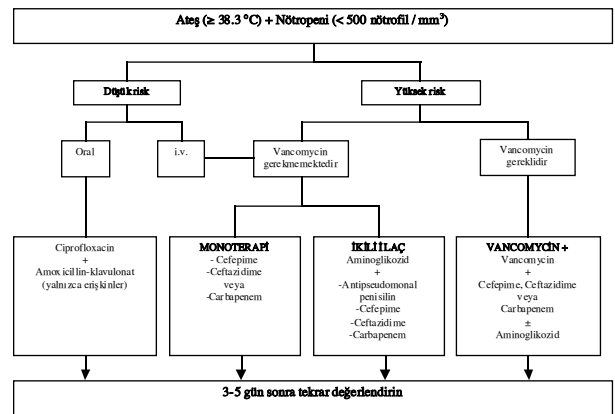 Ateş (≥ 38.3 °C) + Nötropeni (< 500 nötrofil / mm³)
Düşük risk
Yüksek risk
Oral
i.v.
Vancomycin
gerekmemektedir
Vancomycin
gereklidir
Ciprofloxacin
+
Amoxicillin-klavulonat
(yalnızca erişkinler)
MONOTERAPİ
- Cefepime
-Ceftazidime
veya
-Carbapenem
İKİLİ İLAÇ
Aminoglikozid
+
-Antipseudomonal
penisilin
-Cefepime
-Ceftazidime
-Carbapenem
VANCOMYCİN +
Vancomycin
+
Cefepime, Ceftazidime
veya
Carbapenem
±
Aminoglikozid
3-5 gün sonra tekrar değerlendirin